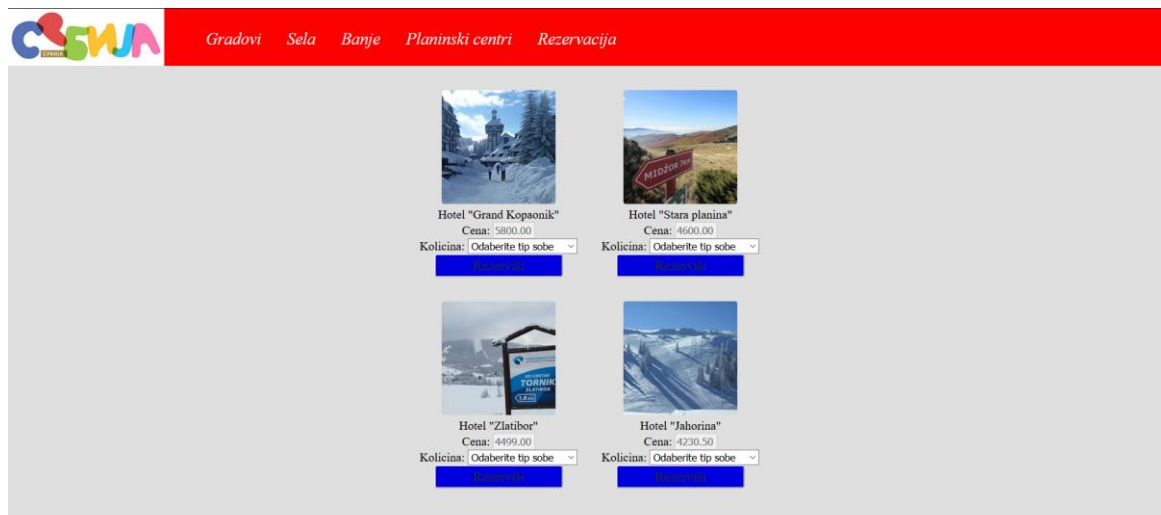 СРБИЈА
СРБИЈА
Gradovi Sela Banje Planinski centri Rezervacija
MIDŽOR
Hotel "Grand Kopaonik"
Cena: 5800.00
Kolicina: Odaberite tip sobe
Rezerviši
Hotel "Stara planina"
Cena: 4600.00
Kolicina: Odaberite tip sobe
Rezerviši
TORNIK
ZLATIBOR
Hotel "Zlatibor"
Cena: 4499.00
Kolicina: Odaberite tip sobe
Rezerviši
Hotel "Jahorina"
Cena: 4230.50
Kolicina: Odaberite tip sobe
Rezerviši